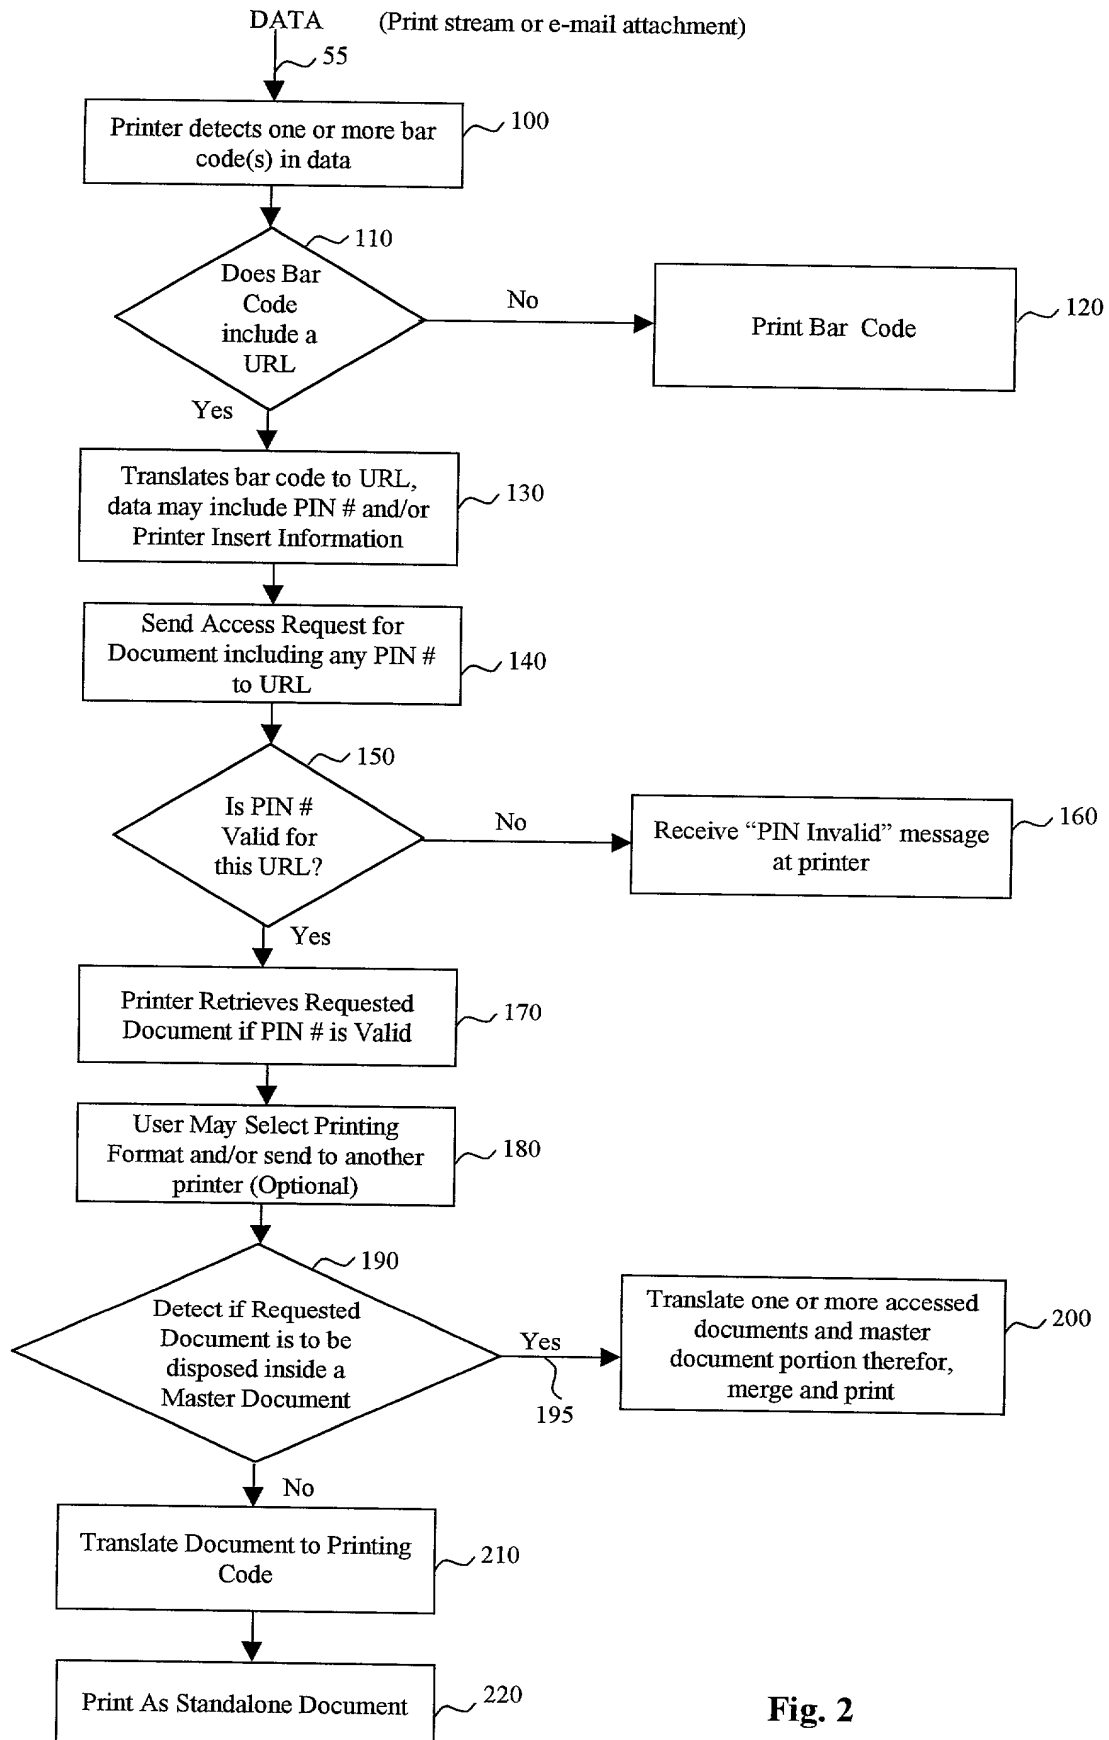 DATA (Print stream or e-mail attachment)
55
Printer detects one or more bar
code(s) in data
100
110
Does Bar
Code
include a
URL
No
Print Bar Code
120
Yes
Translates bar code to URL,
data may include PIN # and/or
Printer Insert Information
130
Send Access Request for
Document including any PIN #
to URL
140
150
Is PIN #
Valid for
this URL?
No
Receive “PIN Invalid” message
at printer
160
Yes
Printer Retrieves Requested
Document if PIN # is Valid
170
User May Select Printing
Format and/or send to another
printer (Optional)
180
190
Detect if Requested
Document is to be
disposed inside a
Master Document
Yes
195
Translate one or more accessed
documents and master
document portion therefor,
merge and print
200
No
Translate Document to Printing
Code
210
Print As Standalone Document
220
Fig. 2